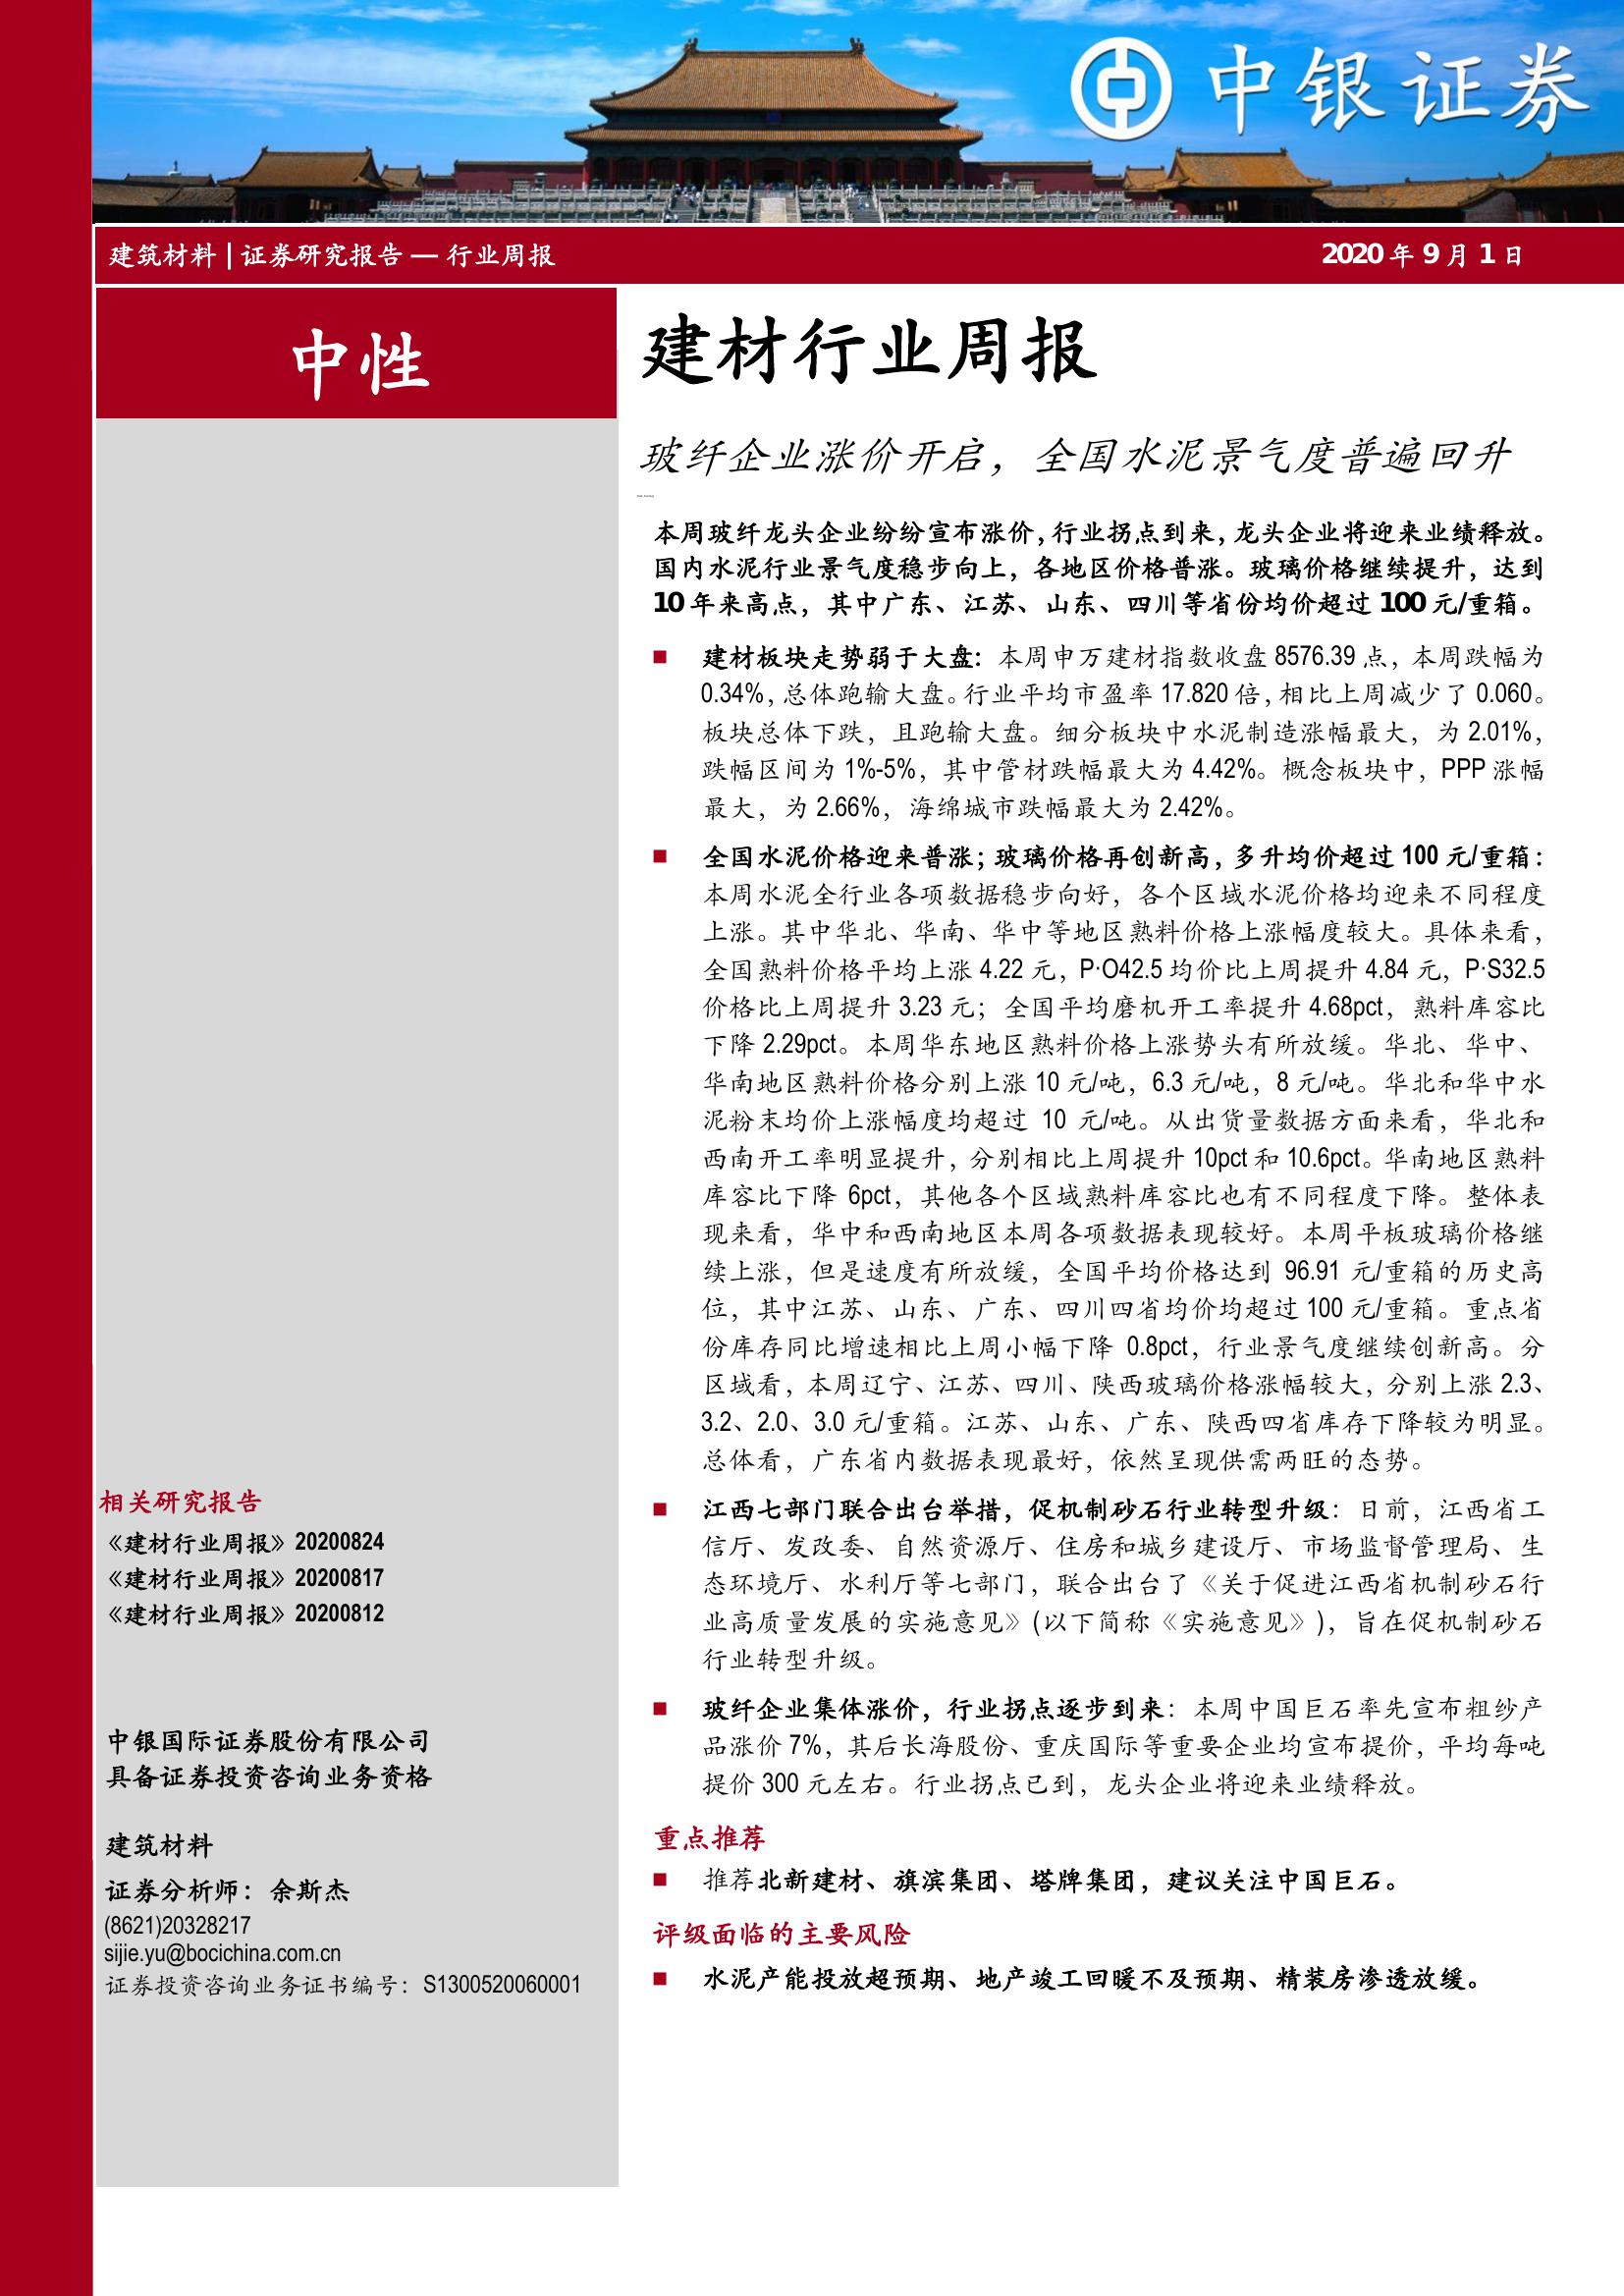 中银证券
建筑材料 | 证券研究报告 — 行业周报
2020 年 9 月 1 日
中性
建材行业周报
玻纤企业涨价开启，全国水泥景气度普遍回升
本周玻纤龙头企业纷纷宣布涨价，行业拐点到来，龙头企业将迎来业绩释放。
国内水泥行业景气度稳步向上，各地区价格普涨。玻璃价格继续提升，达到
10 年来高点，其中广东、江苏、山东、四川等省份均价超过 100 元/重箱。
■ 建材板块走势弱于大盘：本周申万建材指数收盘 8576.39 点，本周跌幅为
0.34%，总体跑输大盘。行业平均市盈率 17.820 倍，相比上周减少了 0.060。
板块总体下跌，且跑输大盘。细分板块中水泥制造涨幅最大，为 2.01%，
跌幅区间为 1%-5%，其中管材跌幅最大为 4.42%。概念板块中，PPP 涨幅
最大，为 2.66%，海绵城市跌幅最大为 2.42%。
■ 全国水泥价格迎来普涨；玻璃价格再创新高，多升均价超过 100 元/重箱：
本周水泥全行业各项数据稳步向好，各个区域水泥价格均迎来不同程度
上涨。其中华北、华南、华中等地区熟料价格上涨幅度较大。具体来看，
全国熟料价格平均上涨 4.22 元，P·O42.5 均价比上周提升 4.84 元，P·S32.5
价格比上周提升 3.23 元；全国平均磨机开工率提升 4.68pct，熟料库容比
下降 2.29pct。本周华东地区熟料价格上涨势头有所放缓。华北、华中、
华南地区熟料价格分别上涨 10 元/吨，6.3 元/吨，8 元/吨。华北和华中水
泥粉末均价上涨幅度均超过 10 元/吨。从出货量数据方面来看，华北和
西南开工率明显提升，分别相比上周提升 10pct 和 10.6pct。华南地区熟料
库容比下降 6pct，其他各个区域熟料库容比也有不同程度下降。整体表
现来看，华中和西南地区本周各项数据表现较好。本周平板玻璃价格继
续上涨，但是速度有所放缓，全国平均价格达到 96.91 元/重箱的历史高
位，其中江苏、山东、广东、四川四省均价均超过 100 元/重箱。重点省
份库存同比增速相比上周小幅下降 0.8pct，行业景气度继续创新高。分
区域看，本周辽宁、江苏、四川、陕西玻璃价格涨幅较大，分别上涨 2.3、
3.2、2.0、3.0 元/重箱。江苏、山东、广东、陕西四省库存下降较为明显。
总体看，广东省内数据表现最好，依然呈现供需两旺的态势。
■ 江西七部门联合出台举措，促机制砂石行业转型升级：日前，江西省工
信厅、发改委、自然资源厅、住房和城乡建设厅、市场监督管理局、生
态环境厅、水利厅等七部门，联合出台了《关于促进江西省机制砂石行
业高质量发展的实施意见》(以下简称《实施意见》)，旨在促机制砂石
行业转型升级。
■ 玻纤企业集体涨价，行业拐点逐步到来：本周中国巨石率先宣布粗纱产
品涨价 7%，其后长海股份、重庆国际等重要企业均宣布提价，平均每吨
提价 300 元左右。行业拐点已到，龙头企业将迎来业绩释放。
重点推荐
■ 推荐北新建材、旗滨集团、塔牌集团，建议关注中国巨石。
评级面临的主要风险
■ 水泥产能投放超预期、地产竣工回暖不及预期、精装房渗透放缓。
相关研究报告
《建材行业周报》20200824
《建材行业周报》20200817
《建材行业周报》20200812
中银国际证券股份有限公司
具备证券投资咨询业务资格
建筑材料
证券分析师：余斯杰
(8621)20328217
sijie.yu@bocichina.com.cn
证券投资咨询业务证书编号：S1300520060001